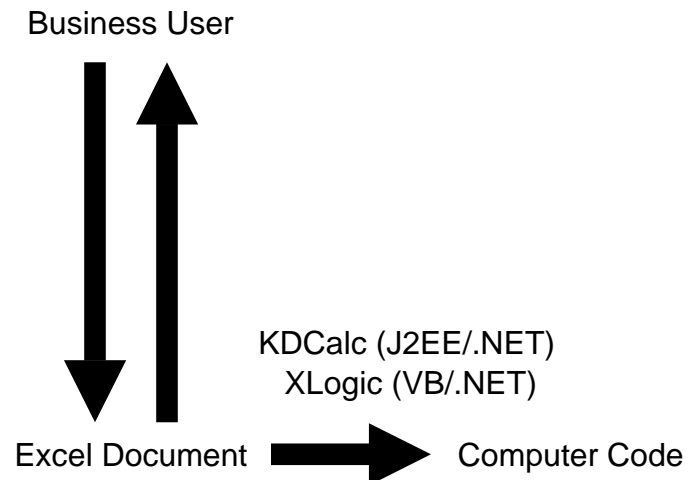 Business User
KDCalc (J2EE/.NET)
XLogic (VB/.NET)
Excel Document
Computer Code